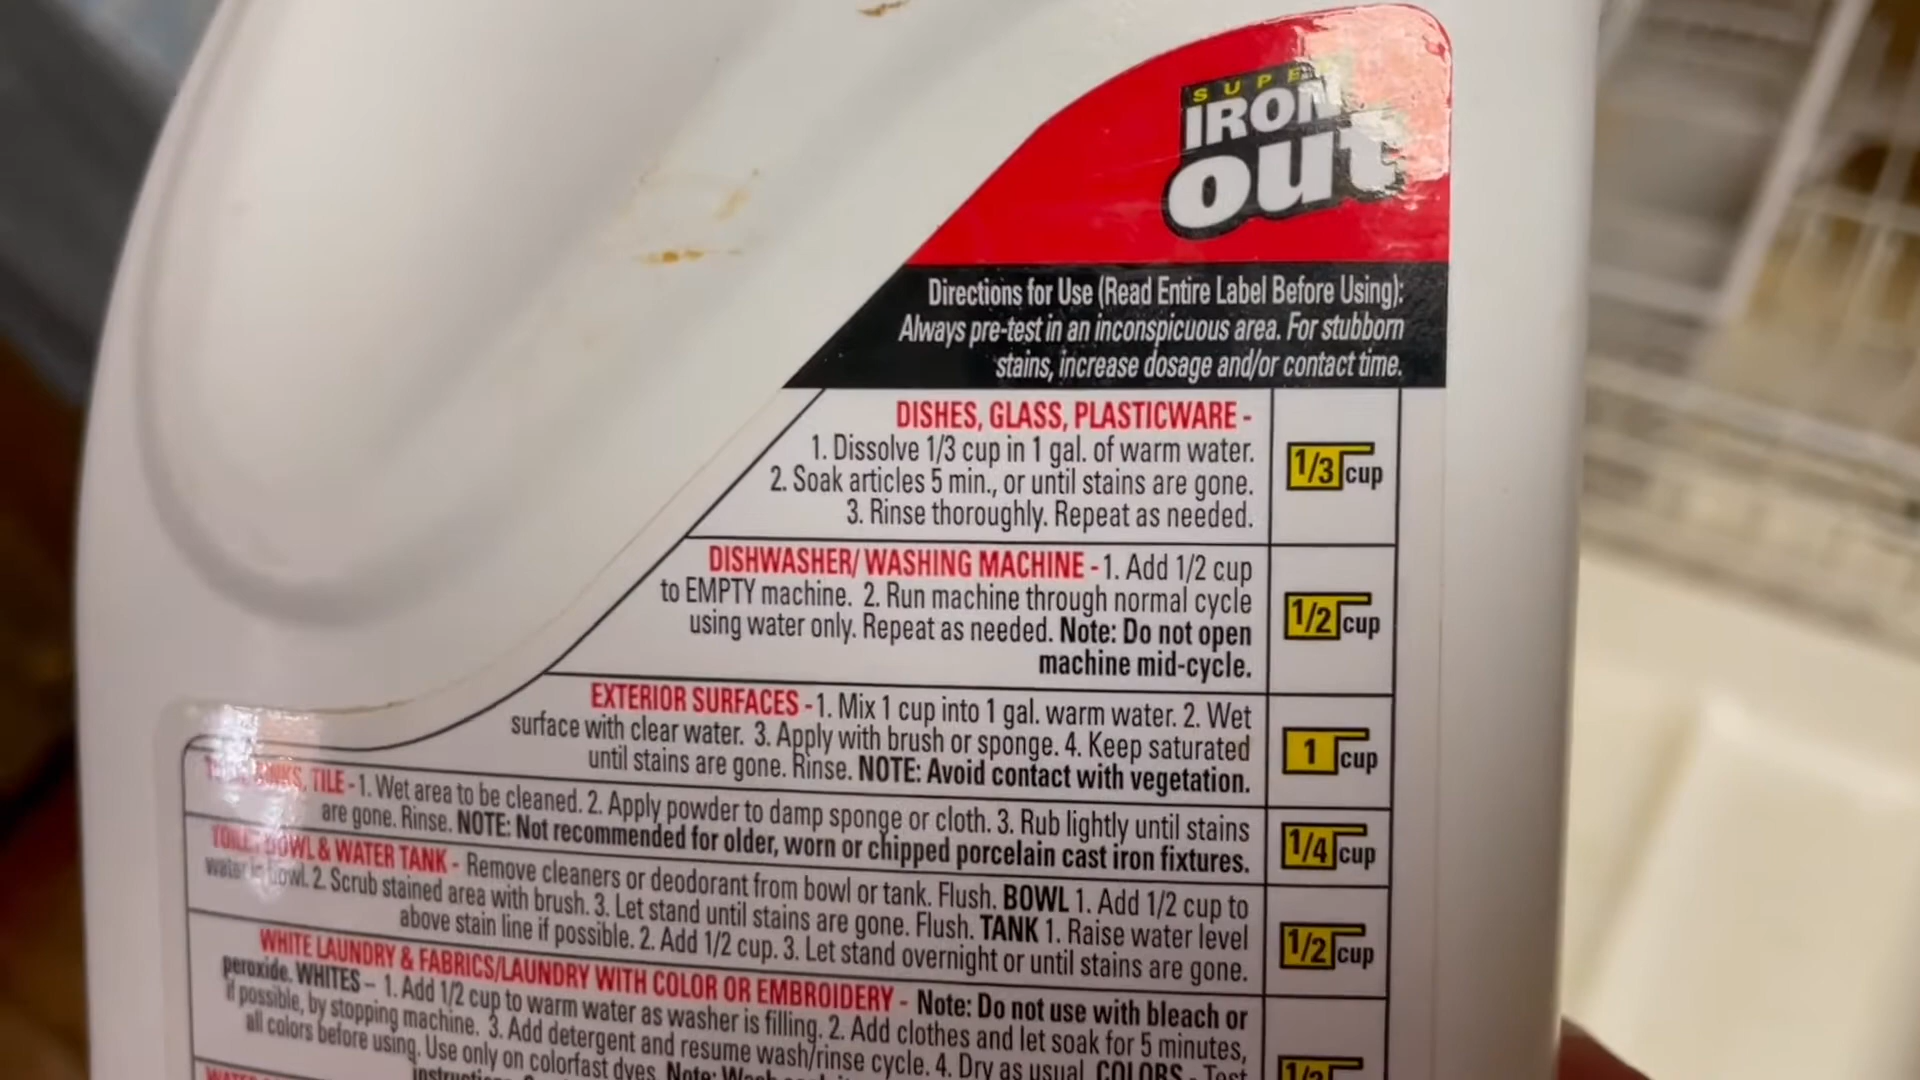 SUPER
IRON
OUT
Directions for Use (Read Entire Label Before Using):
Always pre-test in an inconspicuous area. For stubborn
stains, increase dosage and/or contact time.
DISHES, GLASS, PLASTICWARE -
1. Dissolve 1/3 cup in 1 gal. of warm water.
2. Soak articles 5 min., or until stains are gone.
3. Rinse thoroughly. Repeat as needed.
1/3 cup
DISHWASHER/ WASHING MACHINE - 1. Add 1/2 cup
to EMPTY machine. 2. Run machine through normal cycle
using water only. Repeat as needed. Note: Do not open
machine mid-cycle.
1/2 cup
EXTERIOR SURFACES - 1. Mix 1 cup into 1 gal. warm water. 2. Wet
surface with clear water. 3. Apply with brush or sponge. 4. Keep saturated
until stains are gone. Rinse. NOTE: Avoid contact with vegetation.
1 cup
TILE - 1. Wet area to be cleaned. 2. Apply powder to damp sponge or cloth. 3. Rub lightly until stains
are gone. Rinse. NOTE: Not recommended for older, worn or chipped porcelain cast iron fixtures.
1/4 cup
TOILET BOWL & WATER TANK - Remove cleaners or deodorant from bowl or tank. Flush. BOWL 1. Add 1/2 cup to
water in bowl. 2. Scrub stained area with brush. 3. Let stand until stains are gone. Flush. TANK 1. Raise water level
above stain line if possible. 2. Add 1/2 cup. 3. Let stand overnight or until stains are gone.
1/2 cup
WHITE LAUNDRY & FABRICS/LAUNDRY WITH COLOR OR EMBROIDERY - Note: Do not use with bleach or
peroxide. WHITES – 1. Add 1/2 cup to warm water as washer is filling. 2. Add clothes and let soak for 5 minutes,
if possible, by stopping machine. 3. Add detergent and resume wash/rinse cycle. 4. Dry as usual. COLORS - Test
all colors before using. Use only on colorfast dyes. Note: